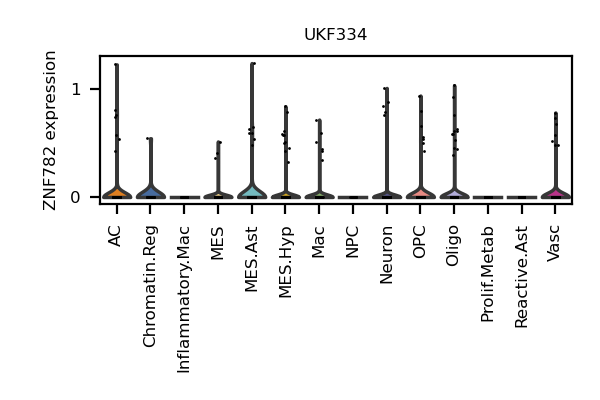 UKF334
ZNF782 expression
1
0
AC
Chromatin.Reg
Inflammatory.Mac
MES
MES.Ast
MES.Hyp
Mac
NPC
Neuron
OPC
Oligo
Prolif.Metab
Reactive.Ast
Vasc